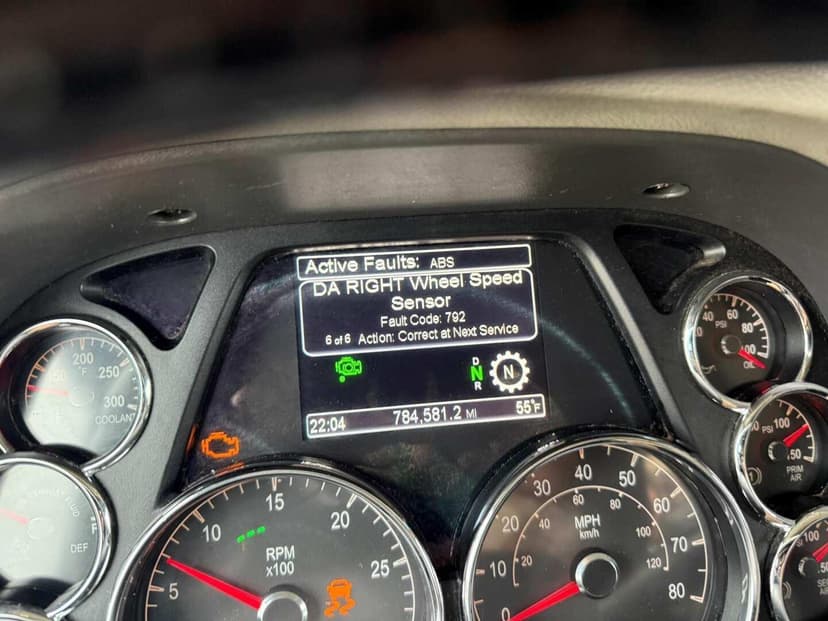 Active Faults: ABS
DA RIGHT Wheel Speed
Sensor
Fault Code: 792
6 of 6 Action: Correct at Next Service
D
N
R
N
22:04 784,581.2 MI 55°F
200
°F
250
300
COOLANT
F
DEF
5
10
15
20
25
RPM
x100
0
10
20
30
40
50
60
70
80
20
40
60
80
100
120
MPH
km/h
40
60
80
100
PSI
OIL
PSI
100
150
PRIM
AIR
100